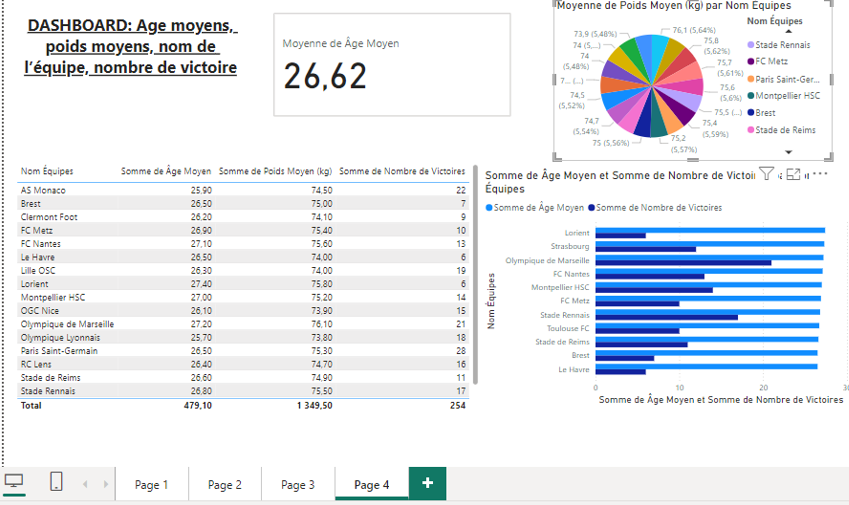 DASHBOARD: Age moyens,
poids moyens, nom de
l’équipe, nombre de victoire
Moyenne de Âge Moyen
26,62
Moyenne de Poids Moyen (kg) par Nom Équipes
73,9 (5,48%)
74 (5,...)
74
(5,48%)
7... (...)
74,5
(5,52%)
74,7
(5,54%)
75 (5,56%)
76,1 (5,64%)
75,8
(5,62%)
75,7
(5,61%)
75,6
(5,6%)
75,5 (...)
75,4
(5,59%)
75,2
(5,57%)
Nom Équipes
Stade Rennais
FC Metz
Paris Saint-Ger...
Montpellier HSC
Brest
Stade de Reims
Nom Équipes Somme de Âge Moyen Somme de Poids Moyen (kg) Somme de Nombre de Victoires
AS Monaco 25,90 74,50 22
Brest 26,50 75,00 7
Clermont Foot 26,20 74,10 9
FC Metz 26,90 75,40 10
FC Nantes 27,10 75,60 13
Le Havre 26,50 74,00 6
Lille OSC 26,30 74,00 19
Lorient 27,40 75,80 6
Montpellier HSC 27,00 75,20 14
OGC Nice 26,10 73,90 15
Olympique de Marseille 27,20 76,10 21
Olympique Lyonnais 25,70 73,80 18
Paris Saint-Germain 26,50 75,30 28
RC Lens 26,40 74,70 16
Stade de Reims 26,60 74,90 11
Stade Rennais 26,80 75,50 17
Total 479,10 1 349,50 254
Somme de Âge Moyen et Somme de Nombre de
Équipes
Somme de Âge Moyen Somme de Nombre de Victoires
Nom Équipes
Lorient
Strasbourg
Olympique de Marseille
FC Nantes
Montpellier HSC
FC Metz
Stade Rennais
Toulouse FC
Stade de Reims
Brest
Le Havre
0 10 20 30
Somme de Âge Moyen et Somme de Nombre de Victoires
Page 1 Page 2 Page 3 Page 4 +